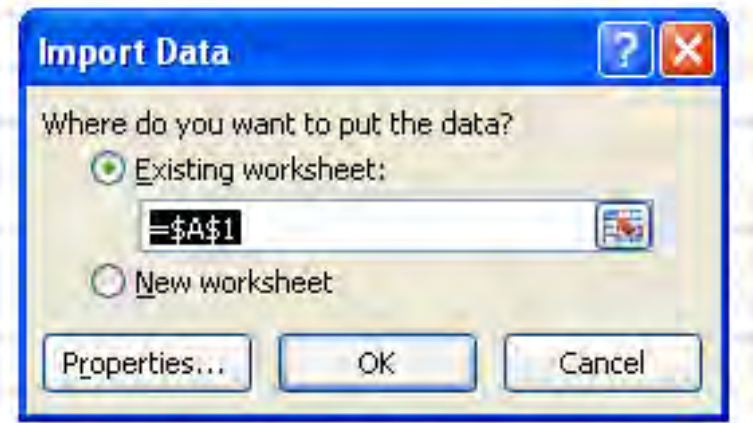 Import Data ?
Where do you want to put the data?
Existing worksheet:
=$A$1
New worksheet
Properties... OK Cancel